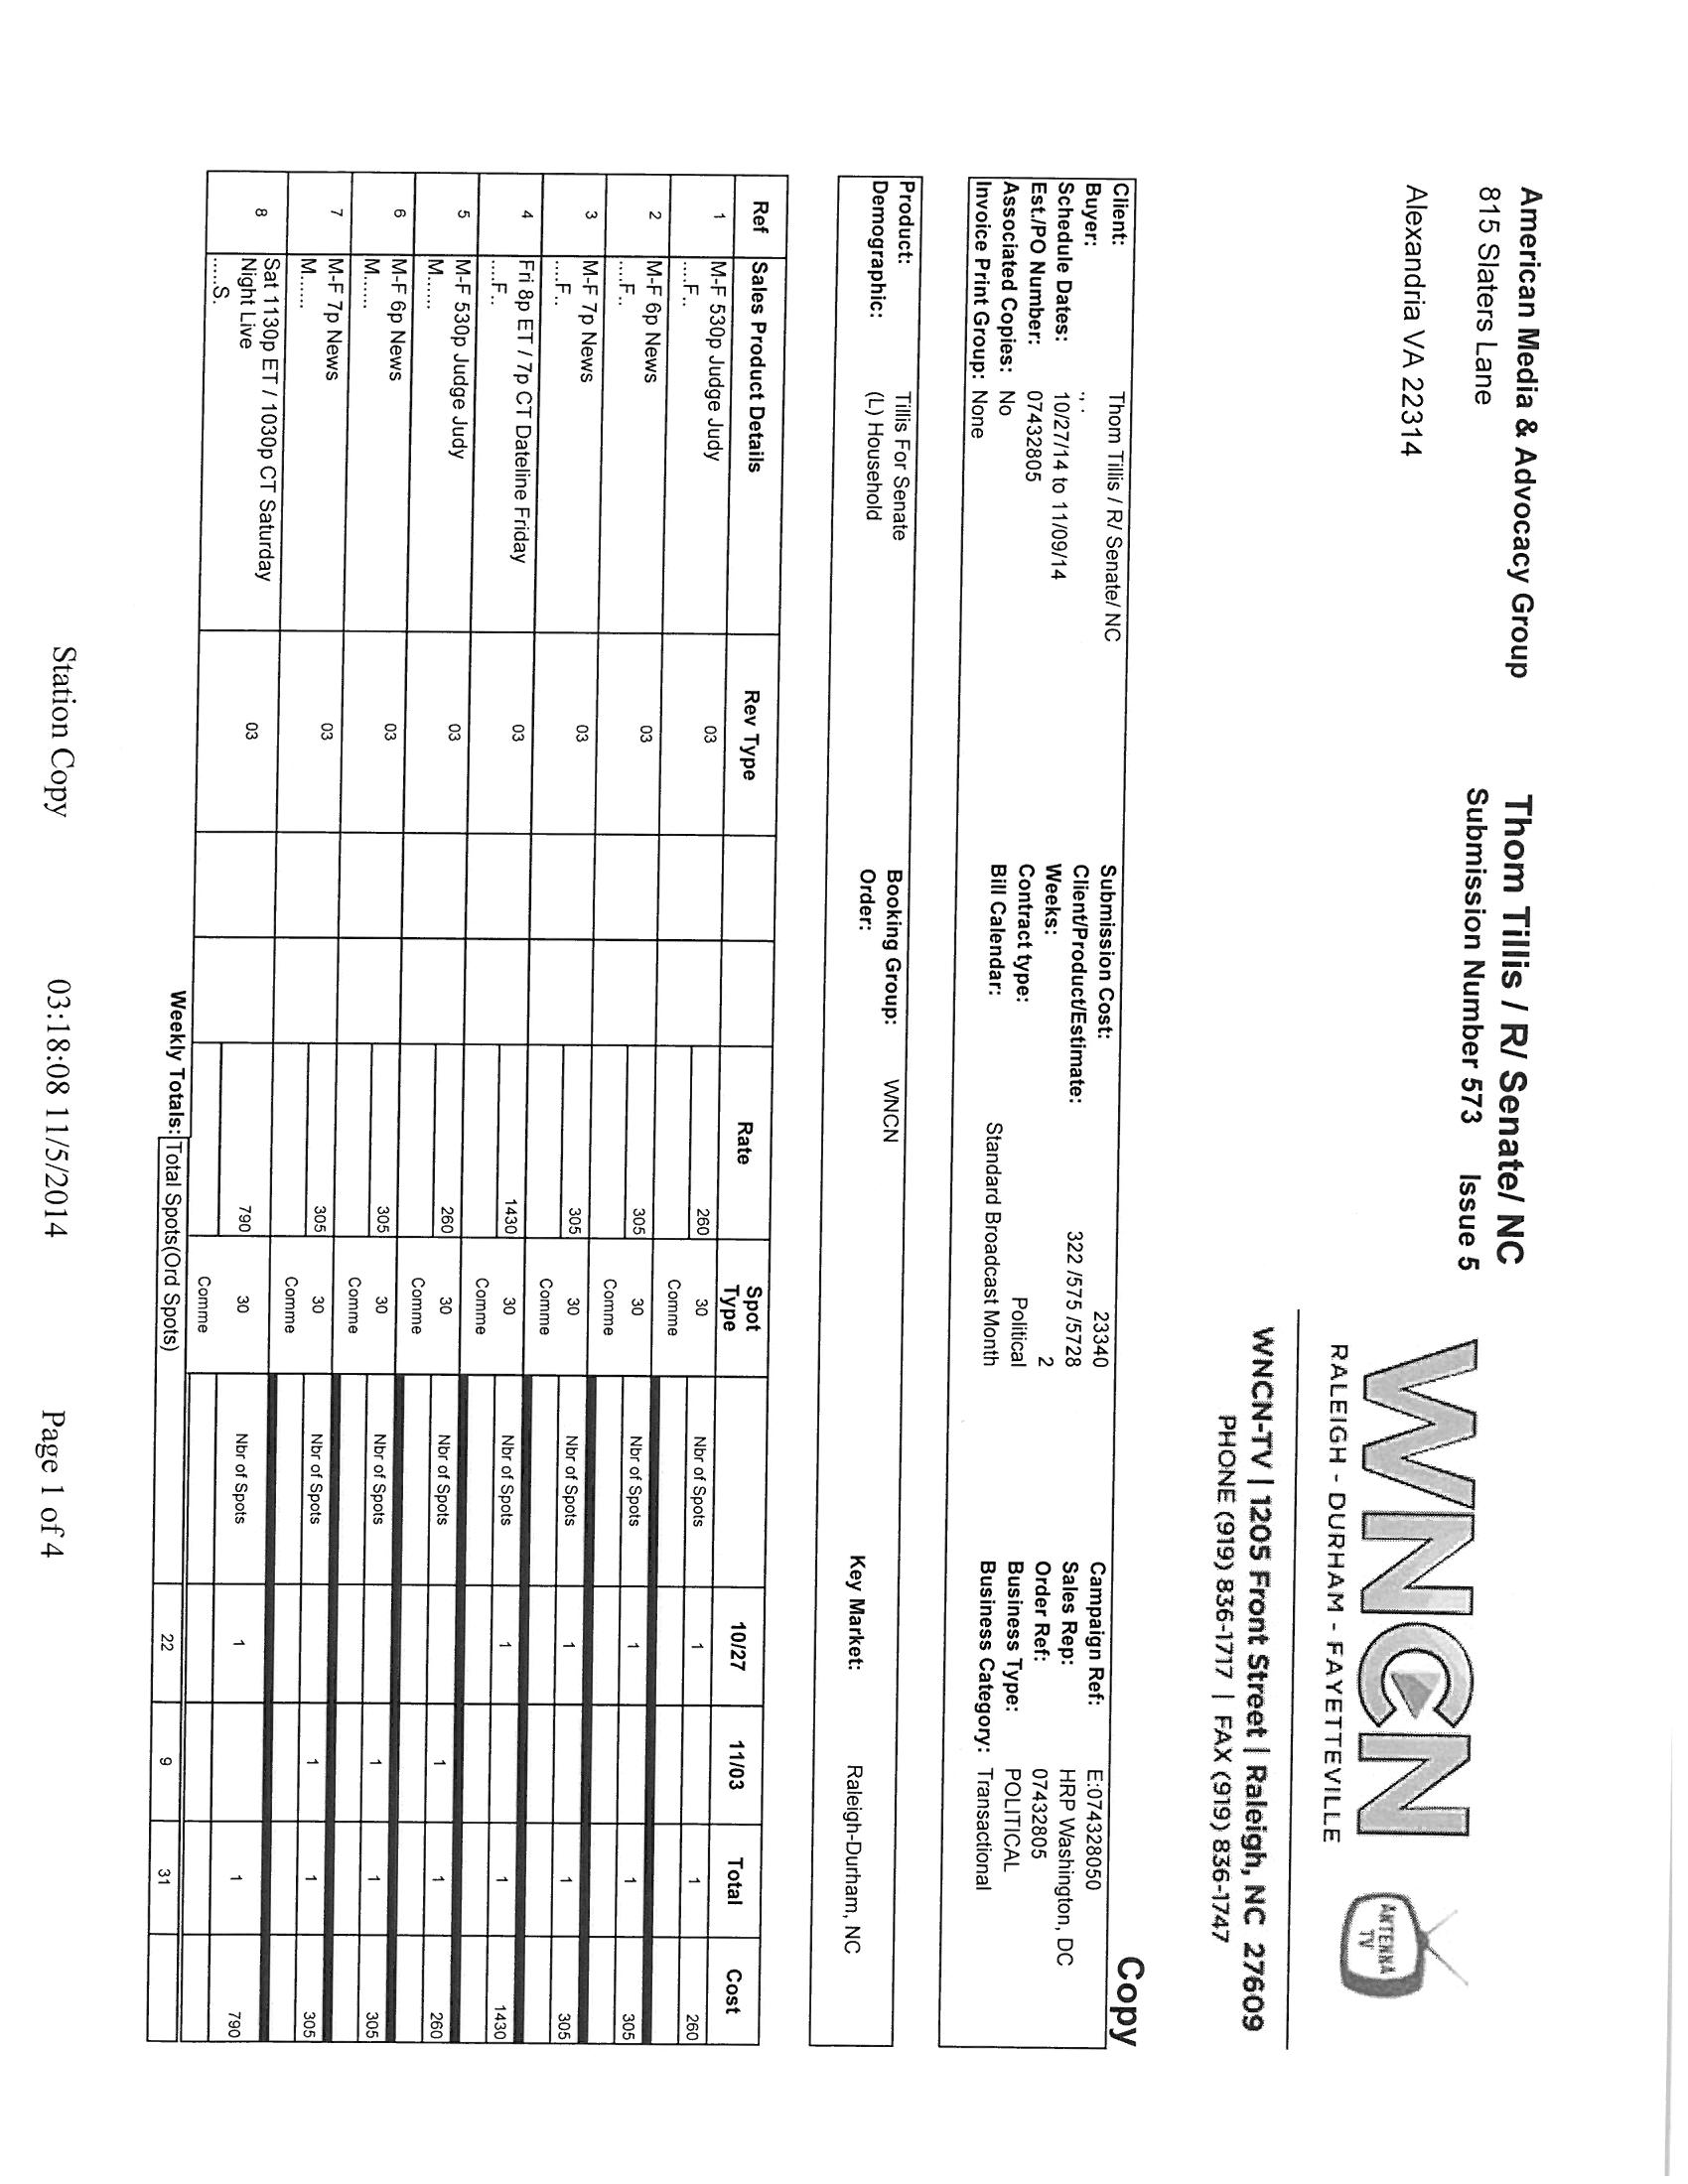 American Media & Advocacy Group
815 Slaters Lane
Alexandria VA 22314
Thom Tillis / R/ Senate/ NC
Submission Number 573 Issue 5
WNCN
RALEIGH - DURHAM - FAYETTEVILLE
ANTENNA TV
WNCN-TV | 1205 Front Street | Raleigh, NC 27609
PHONE (919) 836-1717 | FAX (919) 836-1747
Copy
Client: Thom Tillis / R/ Senate/ NC Submission Cost: 23340 Campaign Ref: E:074328050
Buyer: , . Client/Product/Estimate: 322 /575 /5728 Sales Rep: HRP Washington, DC
Schedule Dates: 10/27/14 to 11/09/14 Weeks: 2 Order Ref: 07432805
Est./PO Number: 07432805 Contract type: Political Business Type: POLITICAL
Associated Copies: No Bill Calendar: Standard Broadcast Month Business Category: Transactional
Invoice Print Group: None
Product: Tillis For Senate Booking Group: WNCN
Demographic: (L) Household Order: Key Market: Raleigh-Durham, NC
Ref Sales Product Details Rev Type Rate Spot Type 10/27 11/03 Total Cost
1 M-F 530p Judge Judy 03 260 30 Nbr of Spots 1 1 260
....F.. Comme
2 M-F 6p News 03 305 30 Nbr of Spots 1 1 305
....F.. Comme
3 M-F 7p News 03 305 30 Nbr of Spots 1 1 305
....F.. Comme
4 Fri 8p ET / 7p CT Dateline Friday 03 1430 30 Nbr of Spots 1 1 1430
....F.. Comme
5 M-F 530p Judge Judy 03 260 30 Nbr of Spots 1 1 260
M...... Comme
6 M-F 6p News 03 305 30 Nbr of Spots 1 1 305
M...... Comme
7 M-F 7p News 03 305 30 Nbr of Spots 1 1 305
M...... Comme
8 Sat 1130p ET / 1030p CT Saturday
Night Live 03 790 30 Nbr of Spots 1 1 790
.....S. Comme
Weekly Totals: Total Spots(Ord Spots) 22 9 31
Station Copy 03:18:08 11/5/2014 Page 1 of 4